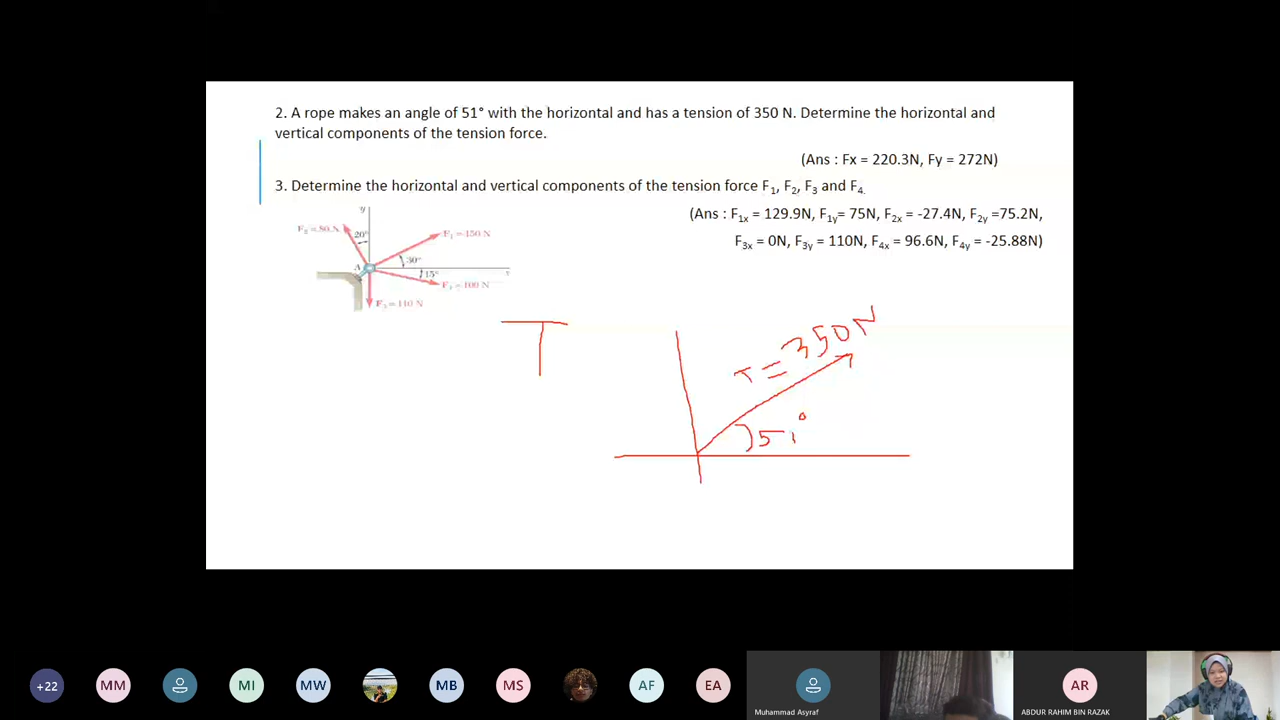 2. A rope makes an angle of 51° with the horizontal and has a tension of 350 N. Determine the horizontal and
vertical components of the tension force.
(Ans : Fx = 220.3N, Fy = 272N)
3. Determine the horizontal and vertical components of the tension force F₁, F₂, F₃ and F₄.
(Ans : F₁ₓ = 129.9N, F₁y= 75N, F₂ₓ = -27.4N, F₂y =75.2N,
F₃ₓ = 0N, F₃y = 110N, F₄ₓ = 96.6N, F₄y = -25.88N)
y
F₂ = 80 N
20°
F₁ = 150 N
A
30°
x
15°
F₄ = 100 N
F₃ = 110 N
T
T = 350N
51°
+22
MM
MI
MW
MB
MS
AF
EA
AR
Muhammad Asyraf
ABDUR RAHIM BIN RAZAK